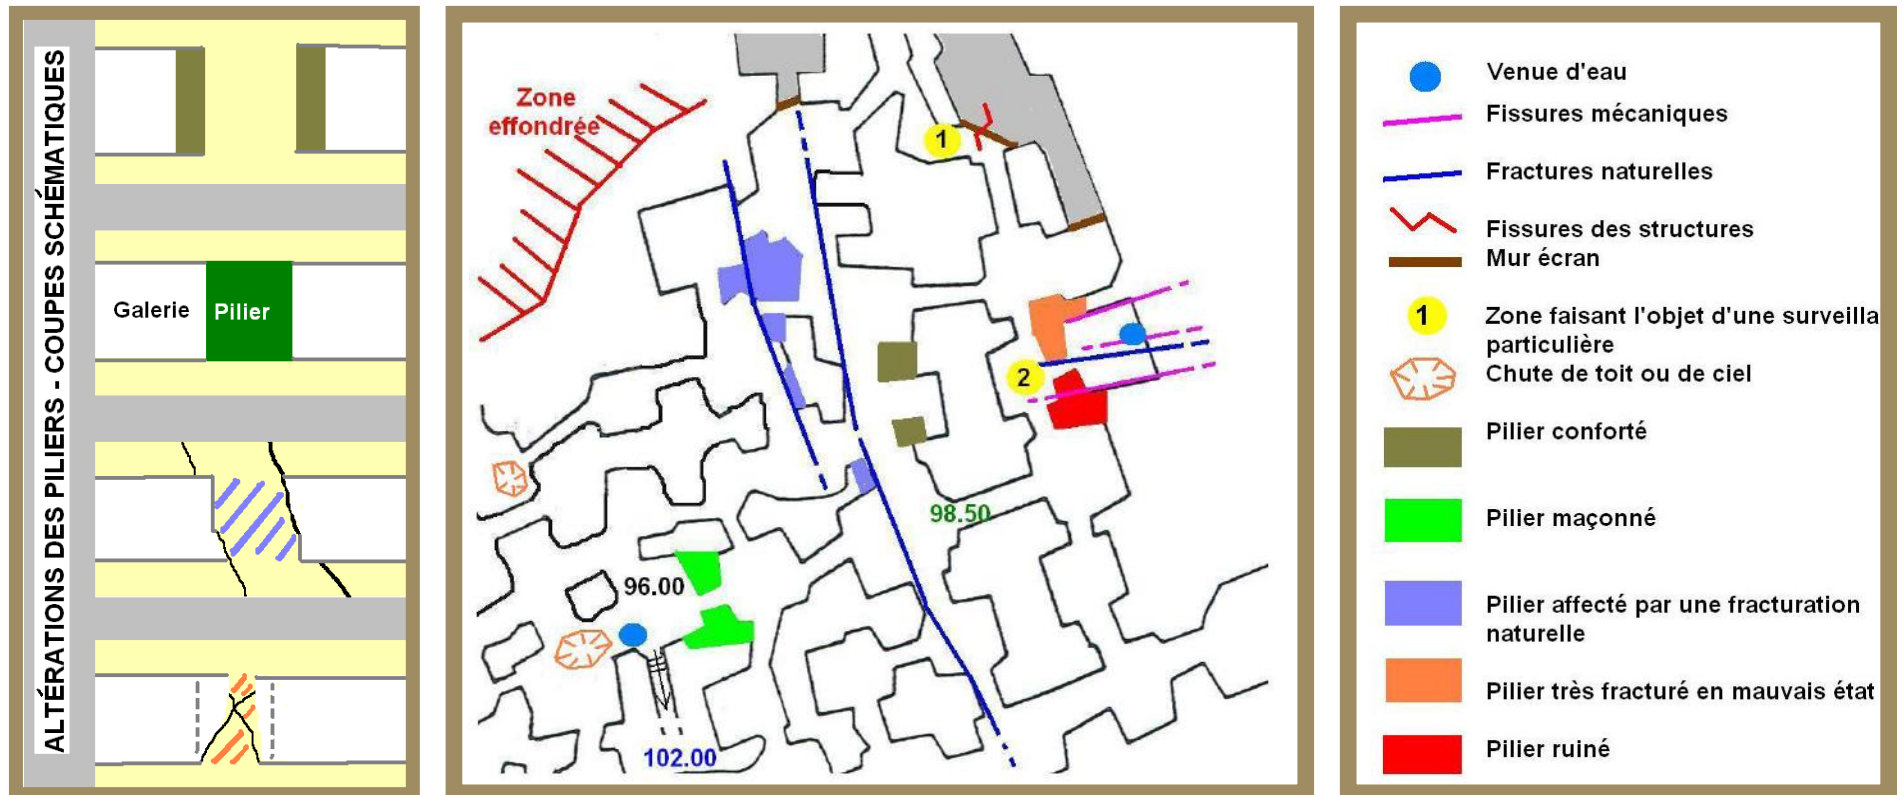 ALTÉRATIONS DES PILIERS - COUPES SCHÉMATIQUES
Galerie
Pilier
Zone
effondrée
1
2
98.50
96.00
102.00
Venue d'eau
Fissures mécaniques
Fractures naturelles
Fissures des structures
Mur écran
1
Zone faisant l'objet d'une surveilla
particulière
Chute de toit ou de ciel
Pilier conforté
Pilier maçonné
Pilier affecté par une fracturation
naturelle
Pilier très fracturé en mauvais état
Pilier ruiné